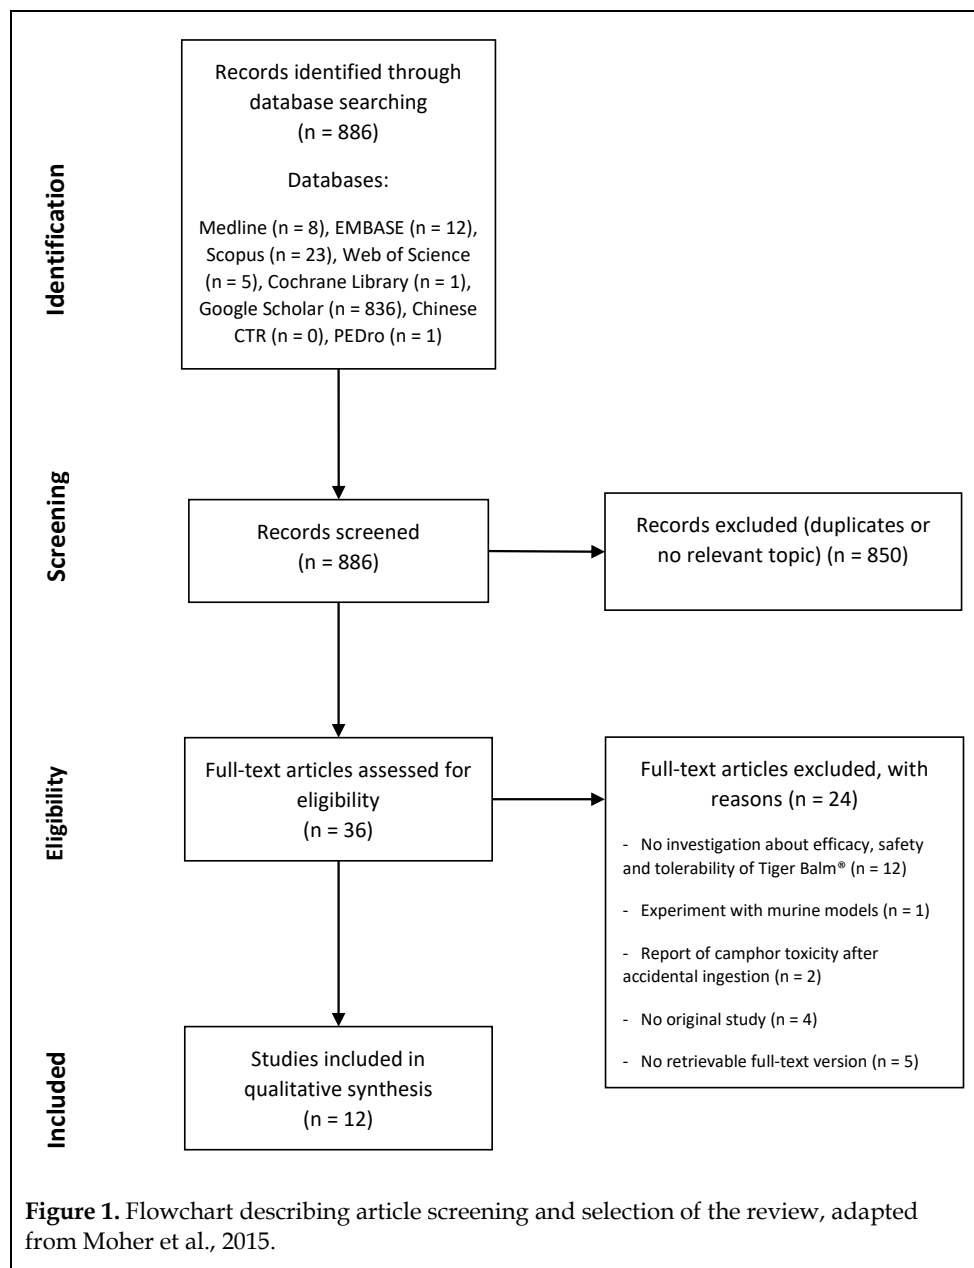 Identification
Records identified through
database searching
(n = 886)
Databases:
Medline (n = 8), EMBASE (n = 12),
Scopus (n = 23), Web of Science
(n = 5), Cochrane Library (n = 1),
Google Scholar (n = 836), Chinese
CTR (n = 0), PEDro (n = 1)
Screening
Records screened
(n = 886)
Records excluded (duplicates or
no relevant topic) (n = 850)
Eligibility
Full-text articles assessed for
eligibility
(n = 36)
Full-text articles excluded, with
reasons (n = 24)
- No investigation about efficacy, safety
and tolerability of Tiger Balm® (n = 12)
- Experiment with murine models (n = 1)
- Report of camphor toxicity after
accidental ingestion (n = 2)
- No original study (n = 4)
- No retrievable full-text version (n = 5)
Included
Studies included in
qualitative synthesis
(n = 12)
Figure 1. Flowchart describing article screening and selection of the review, adapted
from Moher et al., 2015.